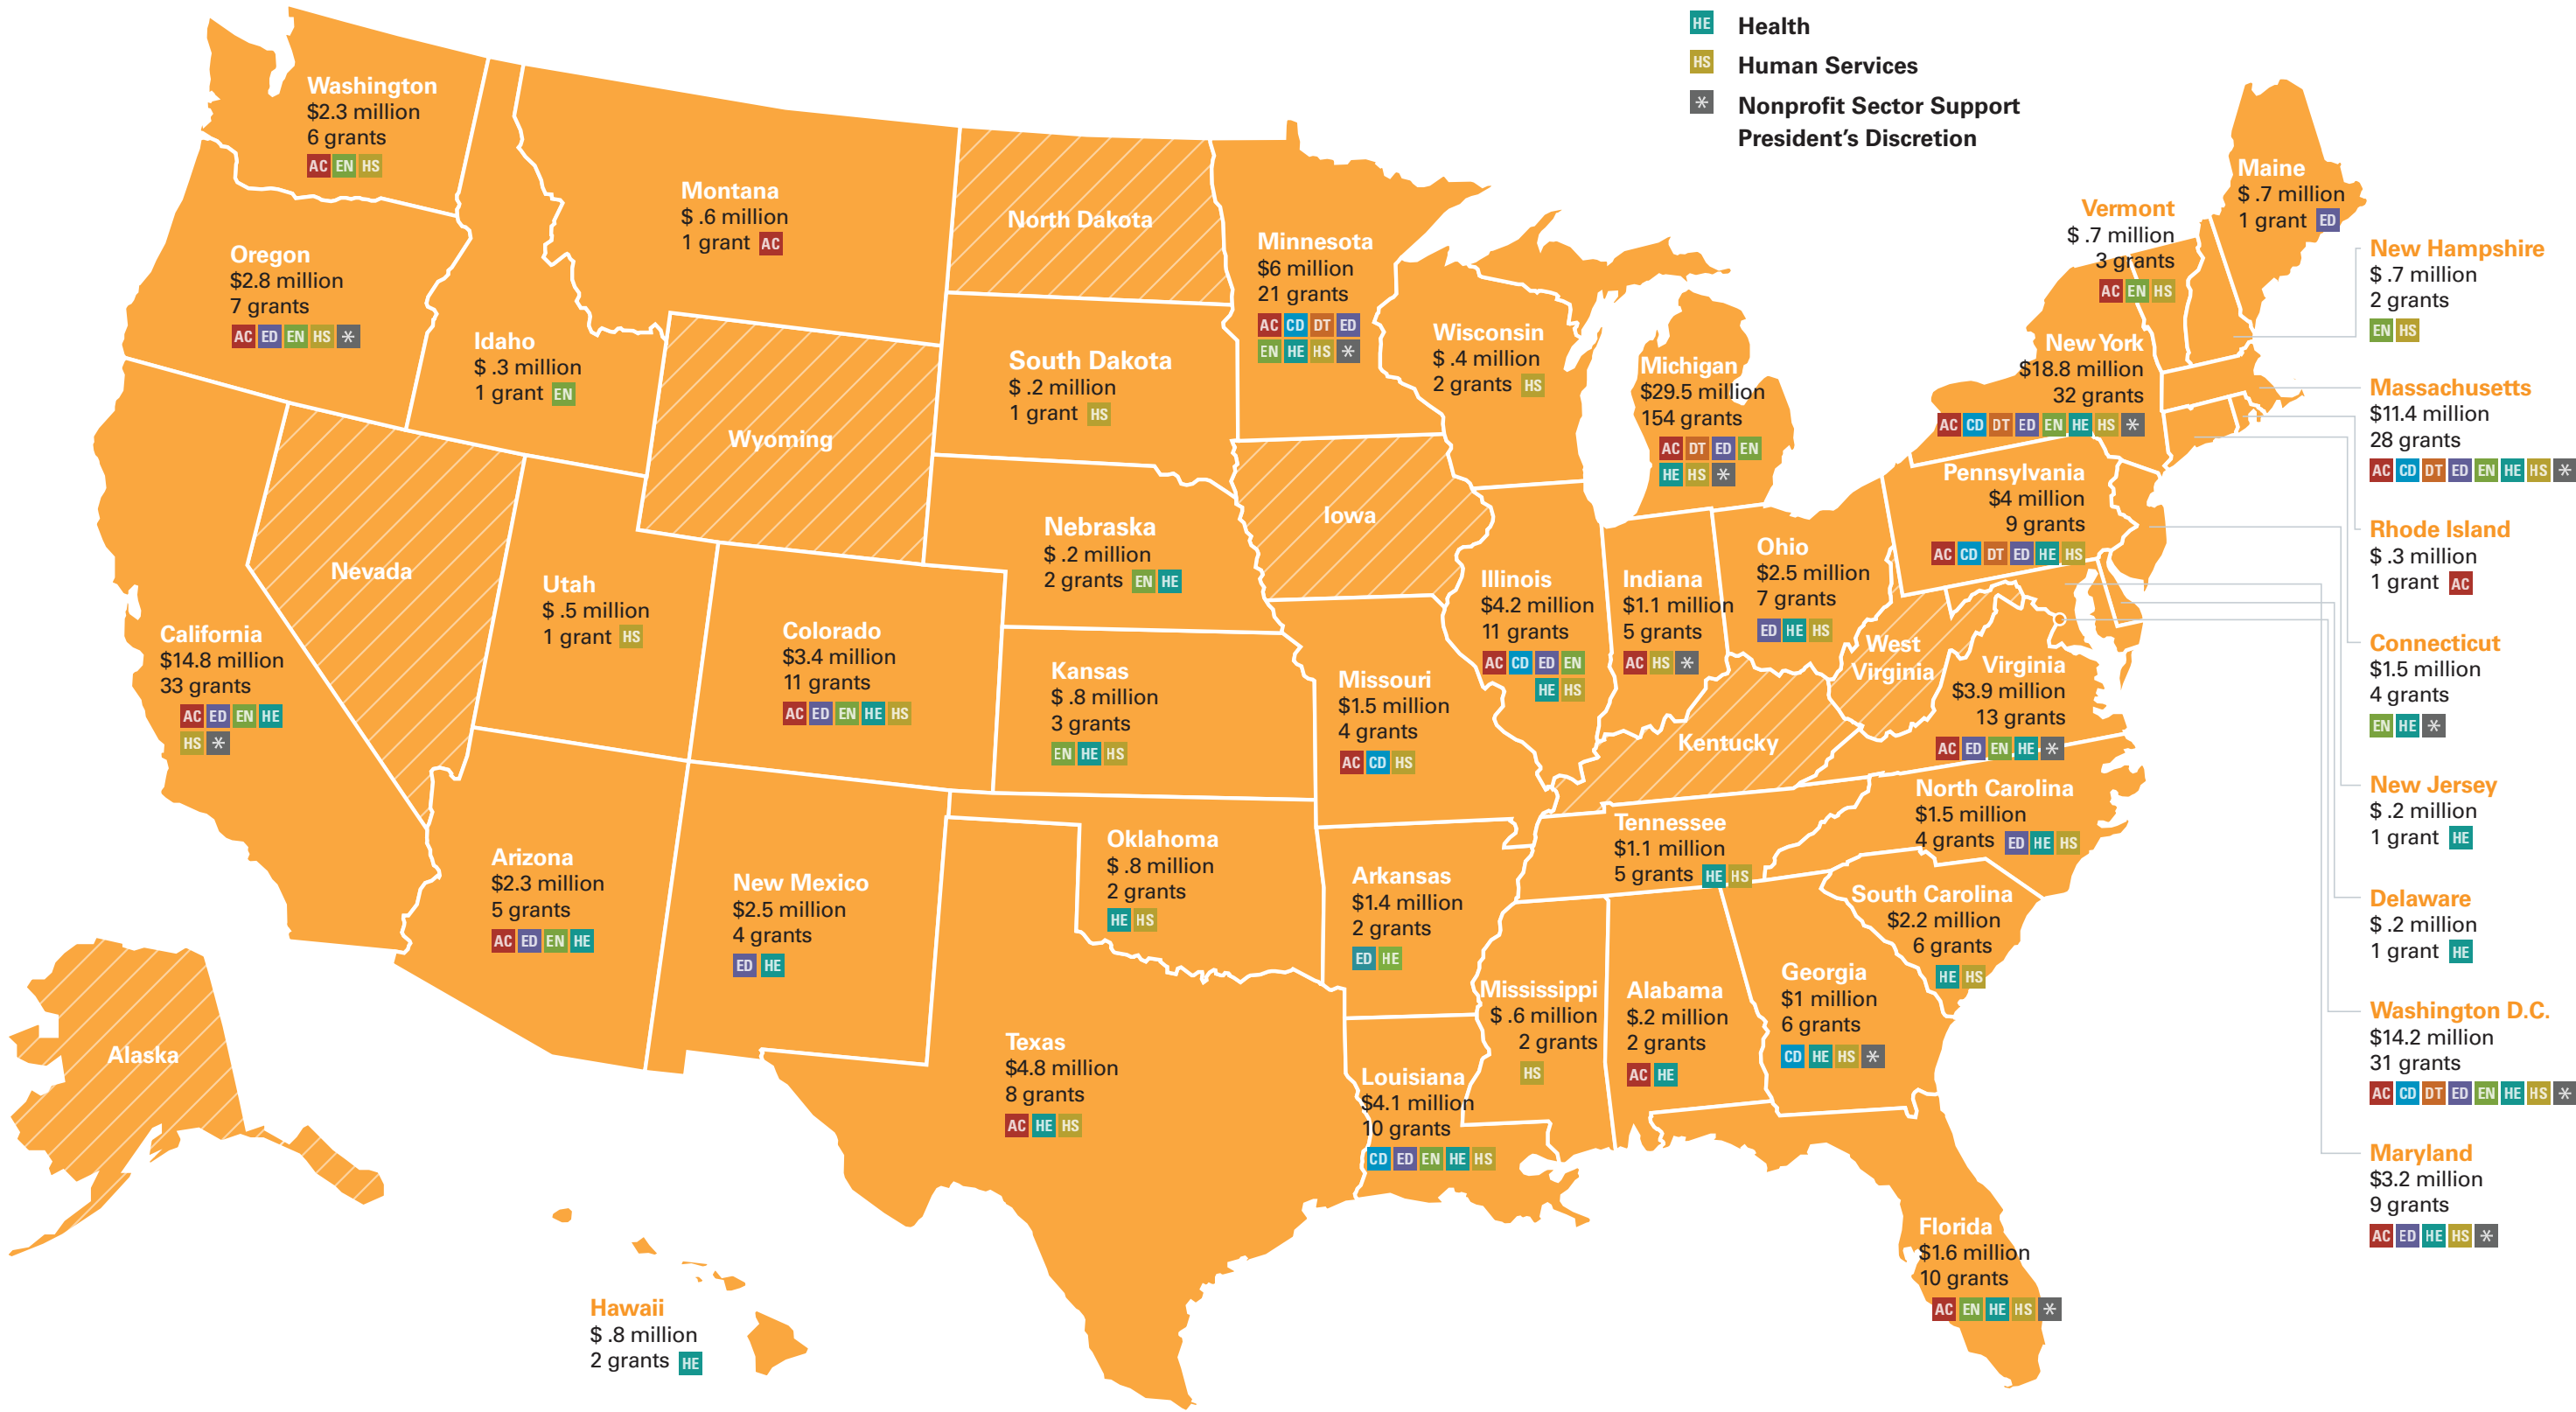 HE Health
HS Human Services
* Nonprofit Sector Support
President’s Discretion
Washington
$2.3 million
6 grants
AC EN HS
Oregon
$2.8 million
7 grants
AC ED EN HS *
Idaho
$ .3 million
1 grant EN
Montana
$ .6 million
1 grant AC
North Dakota
South Dakota
$ .2 million
1 grant HS
Wyoming
Nebraska
$ .2 million
2 grants EN HE
Nevada
Utah
$ .5 million
1 grant HS
Colorado
$3.4 million
11 grants
AC ED EN HE HS
Kansas
$ .8 million
3 grants
EN HE HS
California
$14.8 million
33 grants
AC ED EN HE
HS *
Arizona
$2.3 million
5 grants
AC ED EN HE
New Mexico
$2.5 million
4 grants
ED HE
Oklahoma
$ .8 million
2 grants
HE HS
Texas
$4.8 million
8 grants
AC HE HS
Alaska
Hawaii
$ .8 million
2 grants HE
Minnesota
$6 million
21 grants
AC CD DT ED
EN HE HS *
Wisconsin
$ .4 million
2 grants HS
Michigan
$29.5 million
154 grants
AC DT ED EN
HE HS *
Iowa
Illinois
$4.2 million
11 grants
AC CD ED EN
HE HS
Indiana
$1.1 million
5 grants
AC HS *
Ohio
$2.5 million
7 grants
ED HE HS
Missouri
$1.5 million
4 grants
AC CD HS
Kentucky
West
Virginia
Virginia
$3.9 million
13 grants
AC ED EN HE *
Tennessee
$1.1 million
5 grants HE HS
North Carolina
$1.5 million
4 grants ED HE HS
South Carolina
$2.2 million
6 grants
HE HS
Arkansas
$1.4 million
2 grants
ED HE
Mississippi
$ .6 million
2 grants
HS
Alabama
$.2 million
2 grants
AC HE
Georgia
$1 million
6 grants
CD HE HS *
Louisiana
$4.1 million
10 grants
CD ED EN HE HS
Florida
$1.6 million
10 grants
AC EN HE HS *
Pennsylvania
$4 million
9 grants
AC CD DT ED HE HS
New York
$18.8 million
32 grants
AC CD DT ED EN HE HS *
Vermont
$ .7 million
3 grants
AC EN HS
Maine
$ .7 million
1 grant ED
New Hampshire
$ .7 million
2 grants
EN HS
Massachusetts
$11.4 million
28 grants
AC CD DT ED EN HE HS *
Rhode Island
$ .3 million
1 grant AC
Connecticut
$1.5 million
4 grants
EN HE *
New Jersey
$ .2 million
1 grant HE
Delaware
$ .2 million
1 grant HE
Washington D.C.
$14.2 million
31 grants
AC CD DT ED EN HE HS *
Maryland
$3.2 million
9 grants
AC ED HE HS *